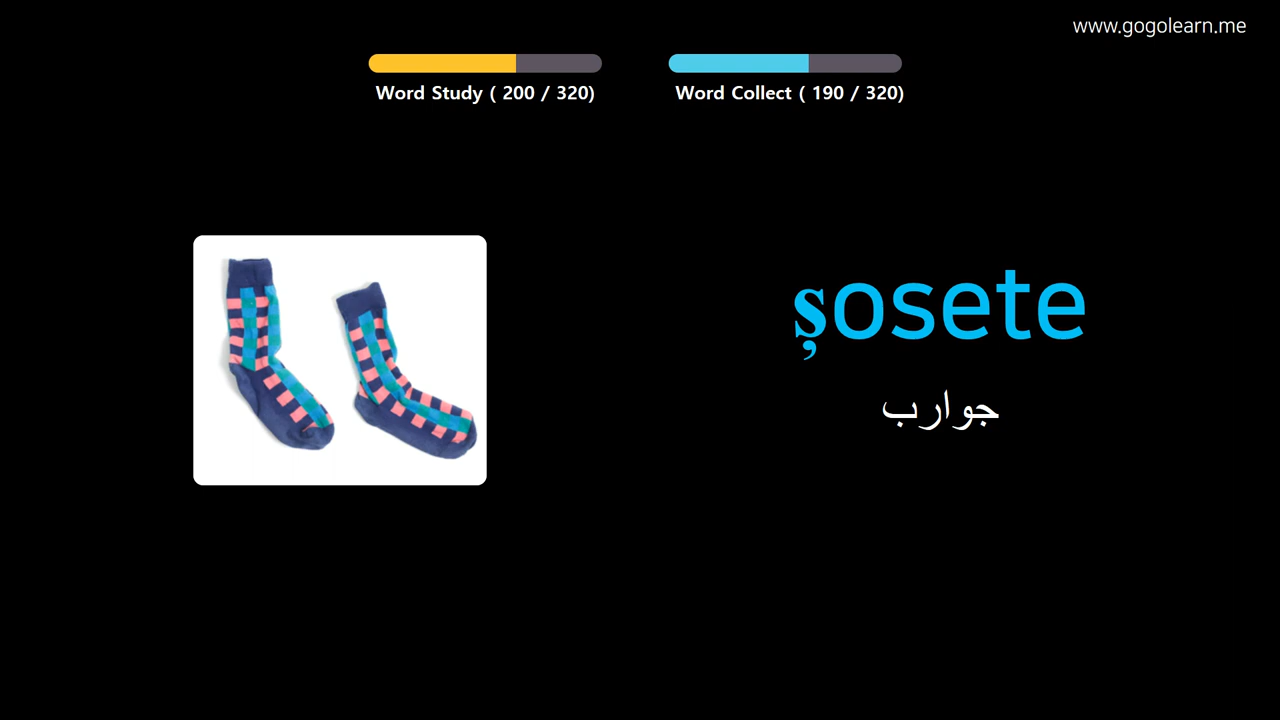 www.gogolearn.me
Word Study ( 200 / 320)
Word Collect ( 190 / 320)
șosete
جوارب